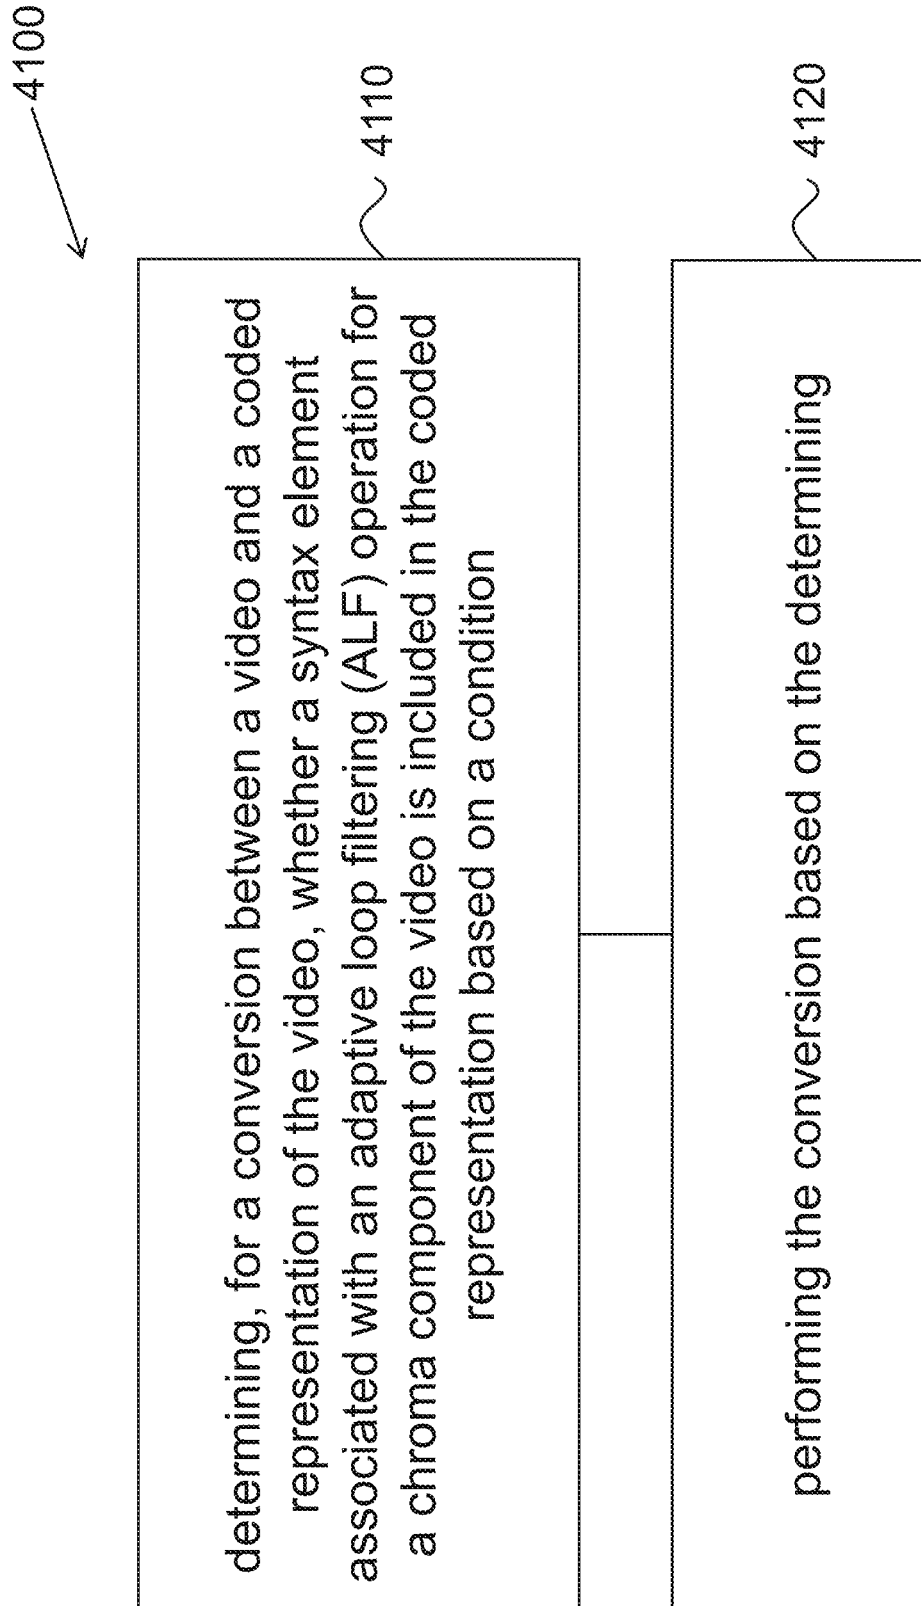 4100
determining, for a conversion between a video and a coded
representation of the video, whether a syntax element
associated with an adaptive loop filtering (ALF) operation for
a chroma component of the video is included in the coded
representation based on a condition
4110
performing the conversion based on the determining
4120